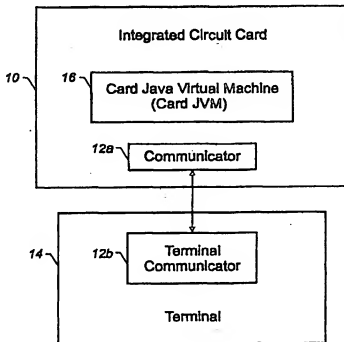 Integrated Circuit Card
10
16
Card Java Virtual Machine
(Card JVM)
12a
Communicator
14
12b
Terminal
Communicator
Terminal